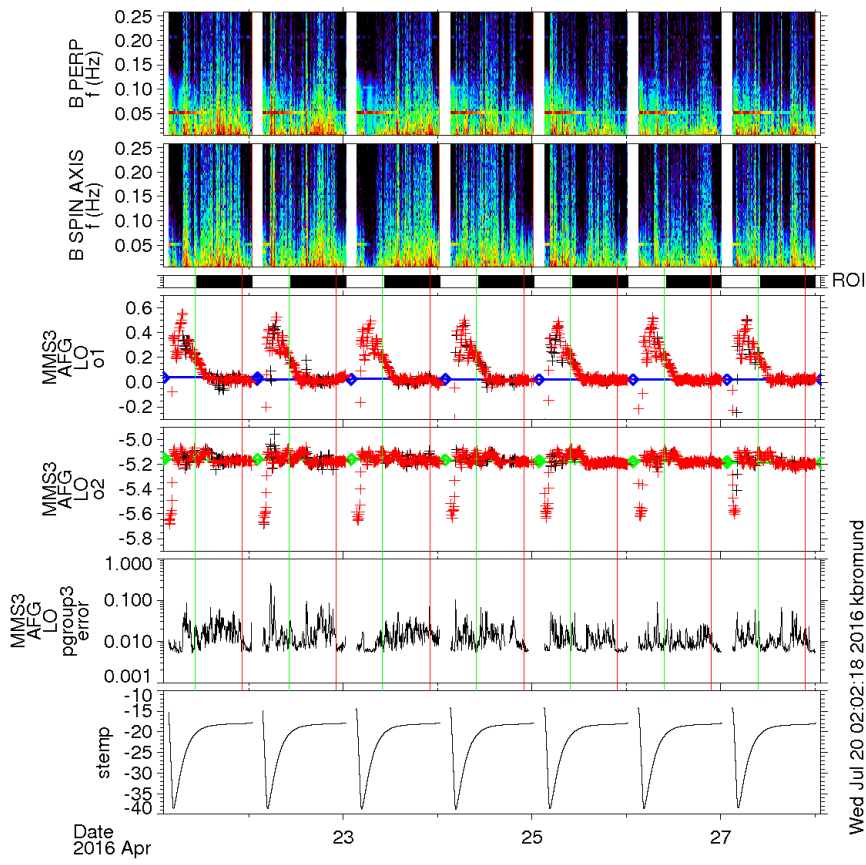 B PERP
f (Hz)
0.25
0.20
0.15
0.10
0.05
B SPIN AXIS
f (Hz)
0.25
0.20
0.15
0.10
0.05
ROI
MMS3
AFG
LO
o1
0.6
0.4
0.2
0.0
-0.2
MMS3
AFG
LO
o2
-5.0
-5.2
-5.4
-5.6
-5.8
MMS3
AFG
LO
pgroup3
error
1.000
0.100
0.010
0.001
stemp
-10
-15
-20
-25
-30
-35
-40
Date
2016 Apr
23
25
27
Wed Jul 20 02:02:18 2016 kbromund